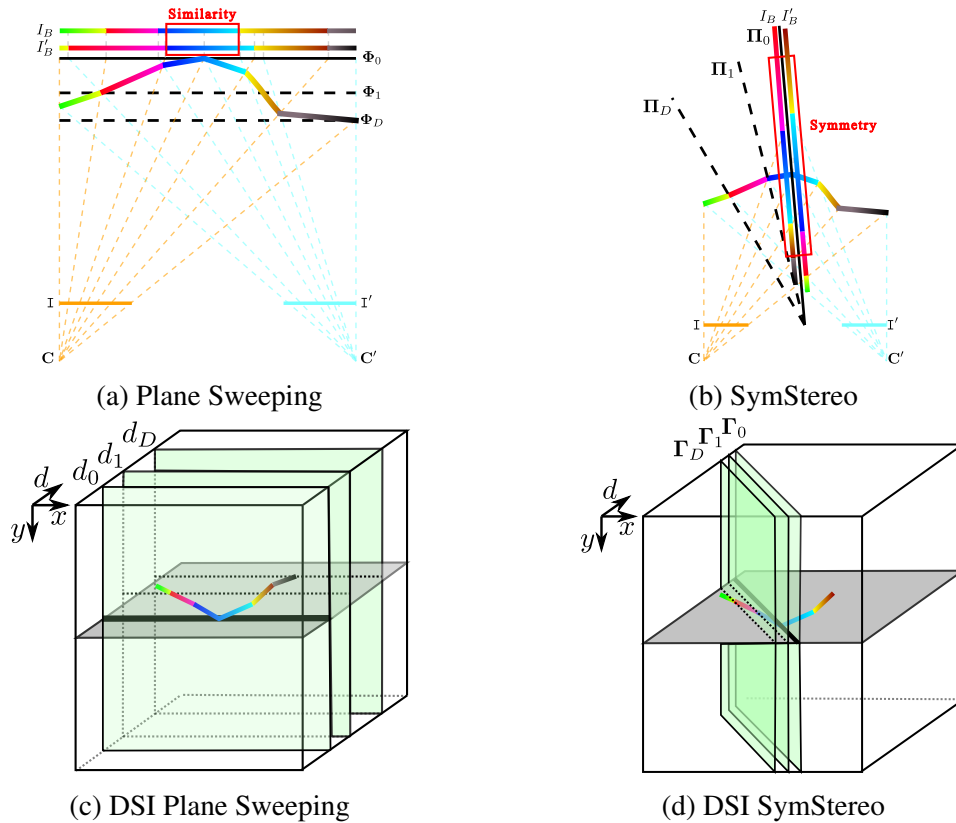 Similarity
I_B
I'_B
Φ_0
Φ_1
Φ_D
I
I'
C
C'
(a) Plane Sweeping
I_B I'_B
Π_0
Π_1
Π_D
Symmetry
I
I'
C
C'
(b) SymStereo
d_D
d_1
d_0
d
x
y
(c) DSI Plane Sweeping
Γ_D Γ_1 Γ_0
d
x
y
(d) DSI SymStereo